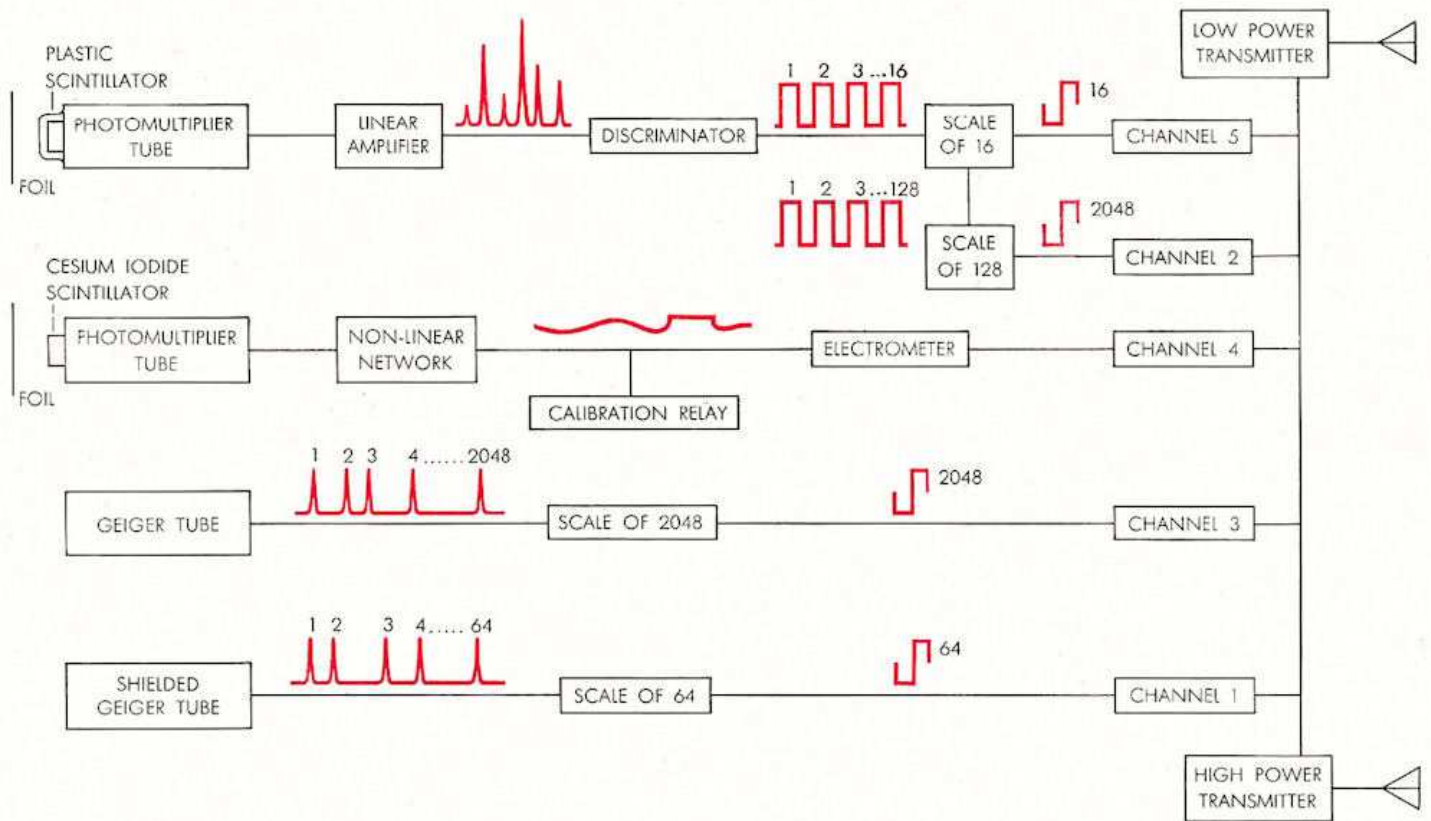 LOW POWER
TRANSMITTER
PLASTIC
SCINTILLATOR
PHOTOMULTIPLIER
TUBE
FOIL
LINEAR
AMPLIFIER
DISCRIMINATOR
1 2 3 ...16
SCALE
OF 16
16
CHANNEL 5
1 2 3 ...128
SCALE
OF 128
2048
CHANNEL 2
CESIUM IODIDE
SCINTILLATOR
PHOTOMULTIPLIER
TUBE
FOIL
NON-LINEAR
NETWORK
CALIBRATION RELAY
ELECTROMETER
CHANNEL 4
GEIGER TUBE
1 2 3 4 ...... 2048
SCALE OF 2048
2048
CHANNEL 3
SHIELDED
GEIGER TUBE
1 2 3 4 ..... 64
SCALE OF 64
64
CHANNEL 1
HIGH POWER
TRANSMITTER